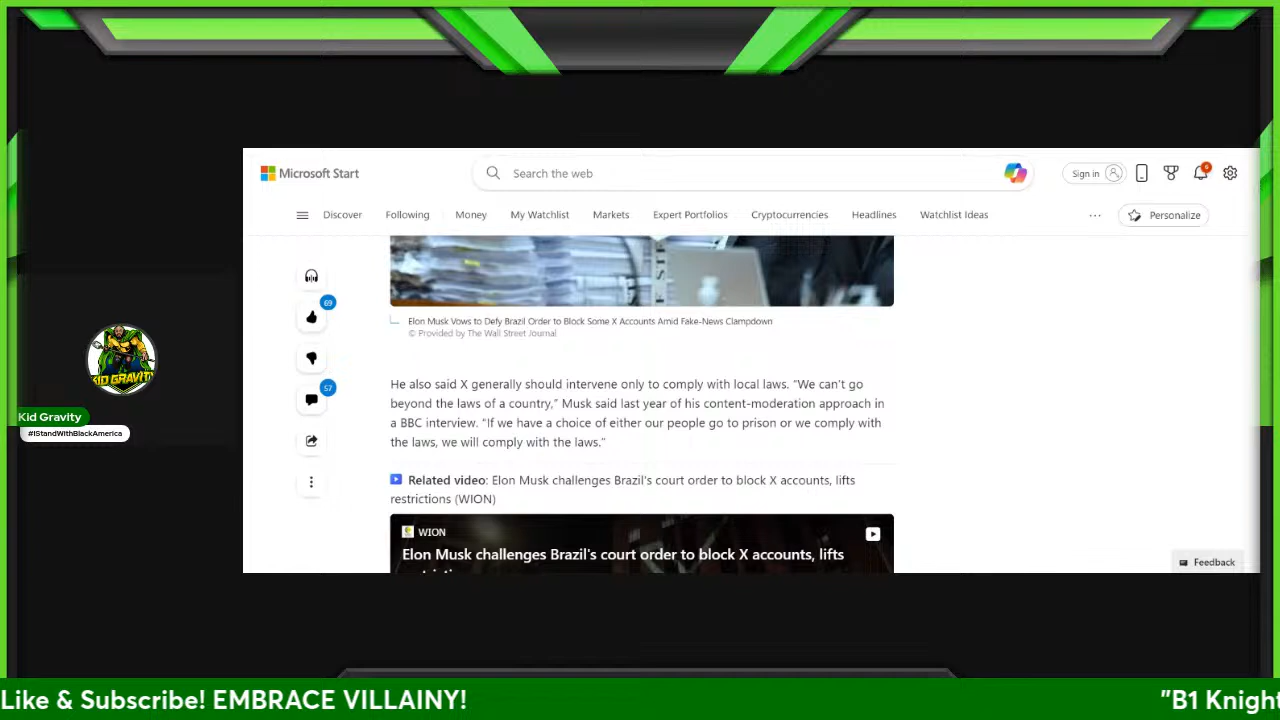 Microsoft Start
Search the web
Sign in
6
Discover
Following
Money
My Watchlist
Markets
Expert Portfolios
Cryptocurrencies
Headlines
Watchlist Ideas
Personalize
69
57
Elon Musk Vows to Defy Brazil Order to Block Some X Accounts Amid Fake-News Clampdown
© Provided by The Wall Street Journal
He also said X generally should intervene only to comply with local laws. “We can’t go
beyond the laws of a country,” Musk said last year of his content-moderation approach in
a BBC interview. “If we have a choice of either our people go to prison or we comply with
the laws, we will comply with the laws.”
Related video: Elon Musk challenges Brazil's court order to block X accounts, lifts
restrictions (WION)
WION
Elon Musk challenges Brazil's court order to block X accounts, lifts
Feedback
KID GRAVITY
Kid Gravity
#IStandWithBlackAmerica
Like & Subscribe! EMBRACE VILLAINY!
"B1 Knight